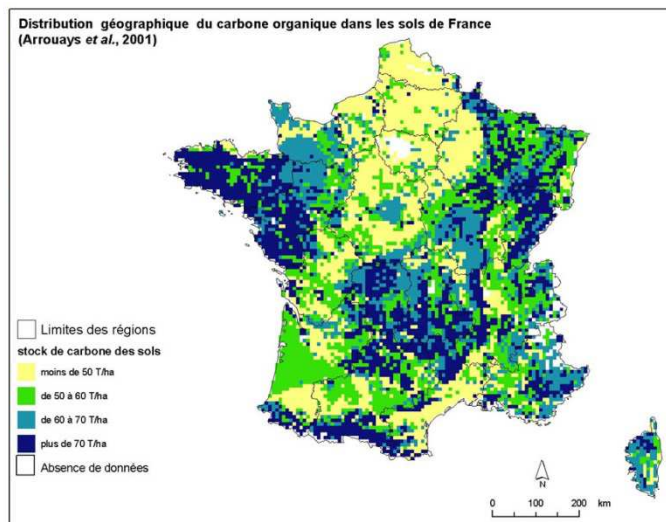 Distribution géographique du carbone organique dans les sols de France
(Arrouays et al., 2001)
Limites des régions
stock de carbone des sols
moins de 50 T/ha
de 50 à 60 T/ha
de 60 à 70 T/ha
plus de 70 T/ha
Absence de données
N
0 100 200 km